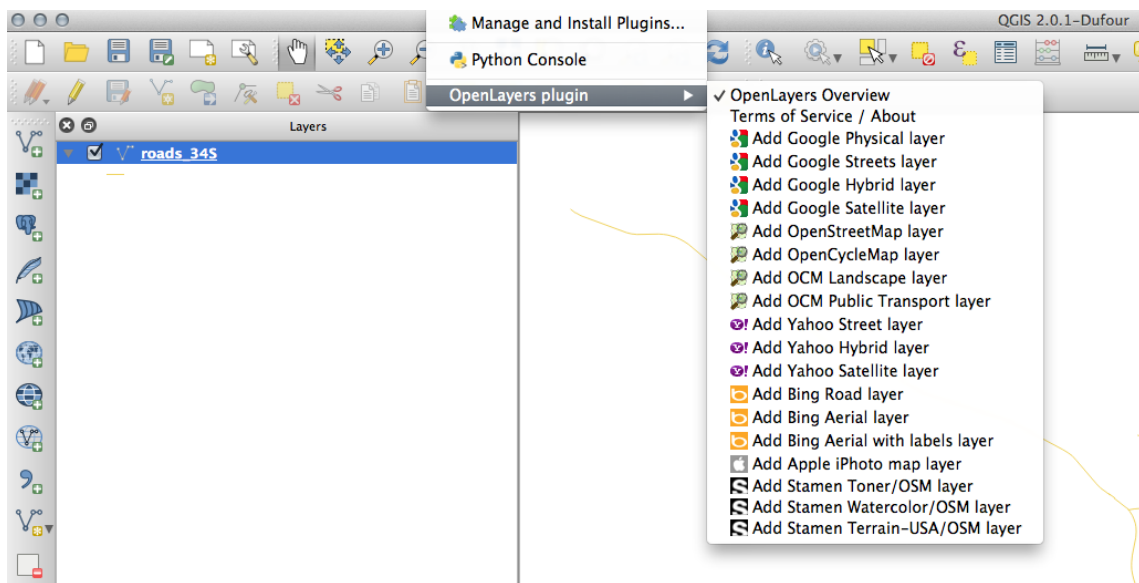 QGIS 2.0.1-Dufour
Manage and Install Plugins...
Python Console
OpenLayers plugin
Layers
roads_34S
OpenLayers Overview
Terms of Service / About
Add Google Physical layer
Add Google Streets layer
Add Google Hybrid layer
Add Google Satellite layer
Add OpenStreetMap layer
Add OpenCycleMap layer
Add OCM Landscape layer
Add OCM Public Transport layer
Y! Add Yahoo Street layer
Y! Add Yahoo Hybrid layer
Y! Add Yahoo Satellite layer
Add Bing Road layer
Add Bing Aerial layer
Add Bing Aerial with labels layer
Add Apple iPhoto map layer
Add Stamen Toner/OSM layer
Add Stamen Watercolor/OSM layer
Add Stamen Terrain-USA/OSM layer